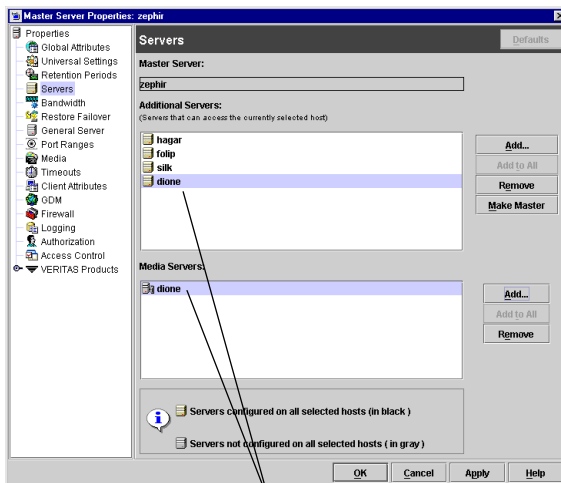 Master Server Properties: zephir
Properties
Global Attributes
Universal Settings
Retention Periods
Servers
Bandwidth
Restore Failover
General Server
Port Ranges
Media
Timeouts
Client Attributes
GDM
Firewall
Logging
Authorization
Access Control
VERITAS Products
Servers
Defaults
Master Server:
zephir
Additional Servers:
(Servers that can access the currently selected host)
hagar
folip
silk
dione
Add...
Add to All
Remove
Make Master
Media Servers:
dione
Add...
Add to All
Remove
Servers configured on all selected hosts (in black )
Servers not configured on all selected hosts ( in gray )
OK Cancel Apply Help